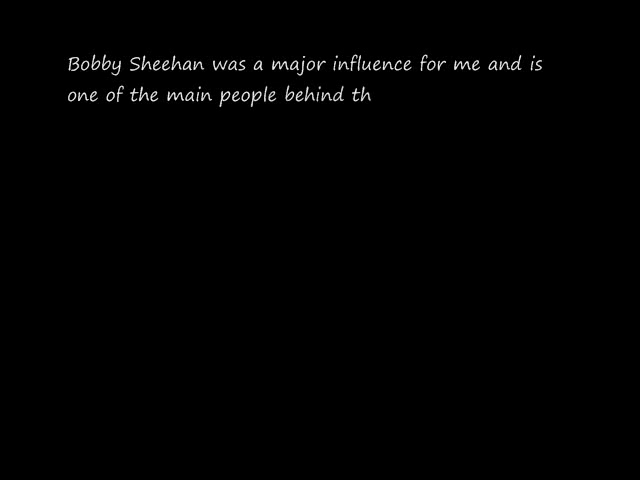 Bobby Sheehan was a major influence for me and is
one of the main people behind th